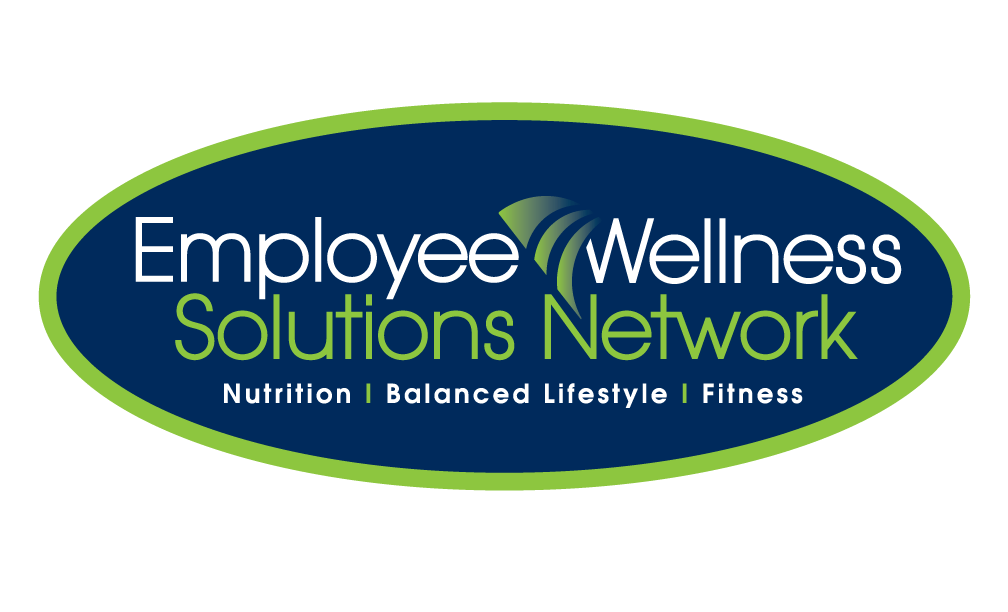 Employee Wellness
Solutions Network
Nutrition | Balanced Lifestyle | Fitness